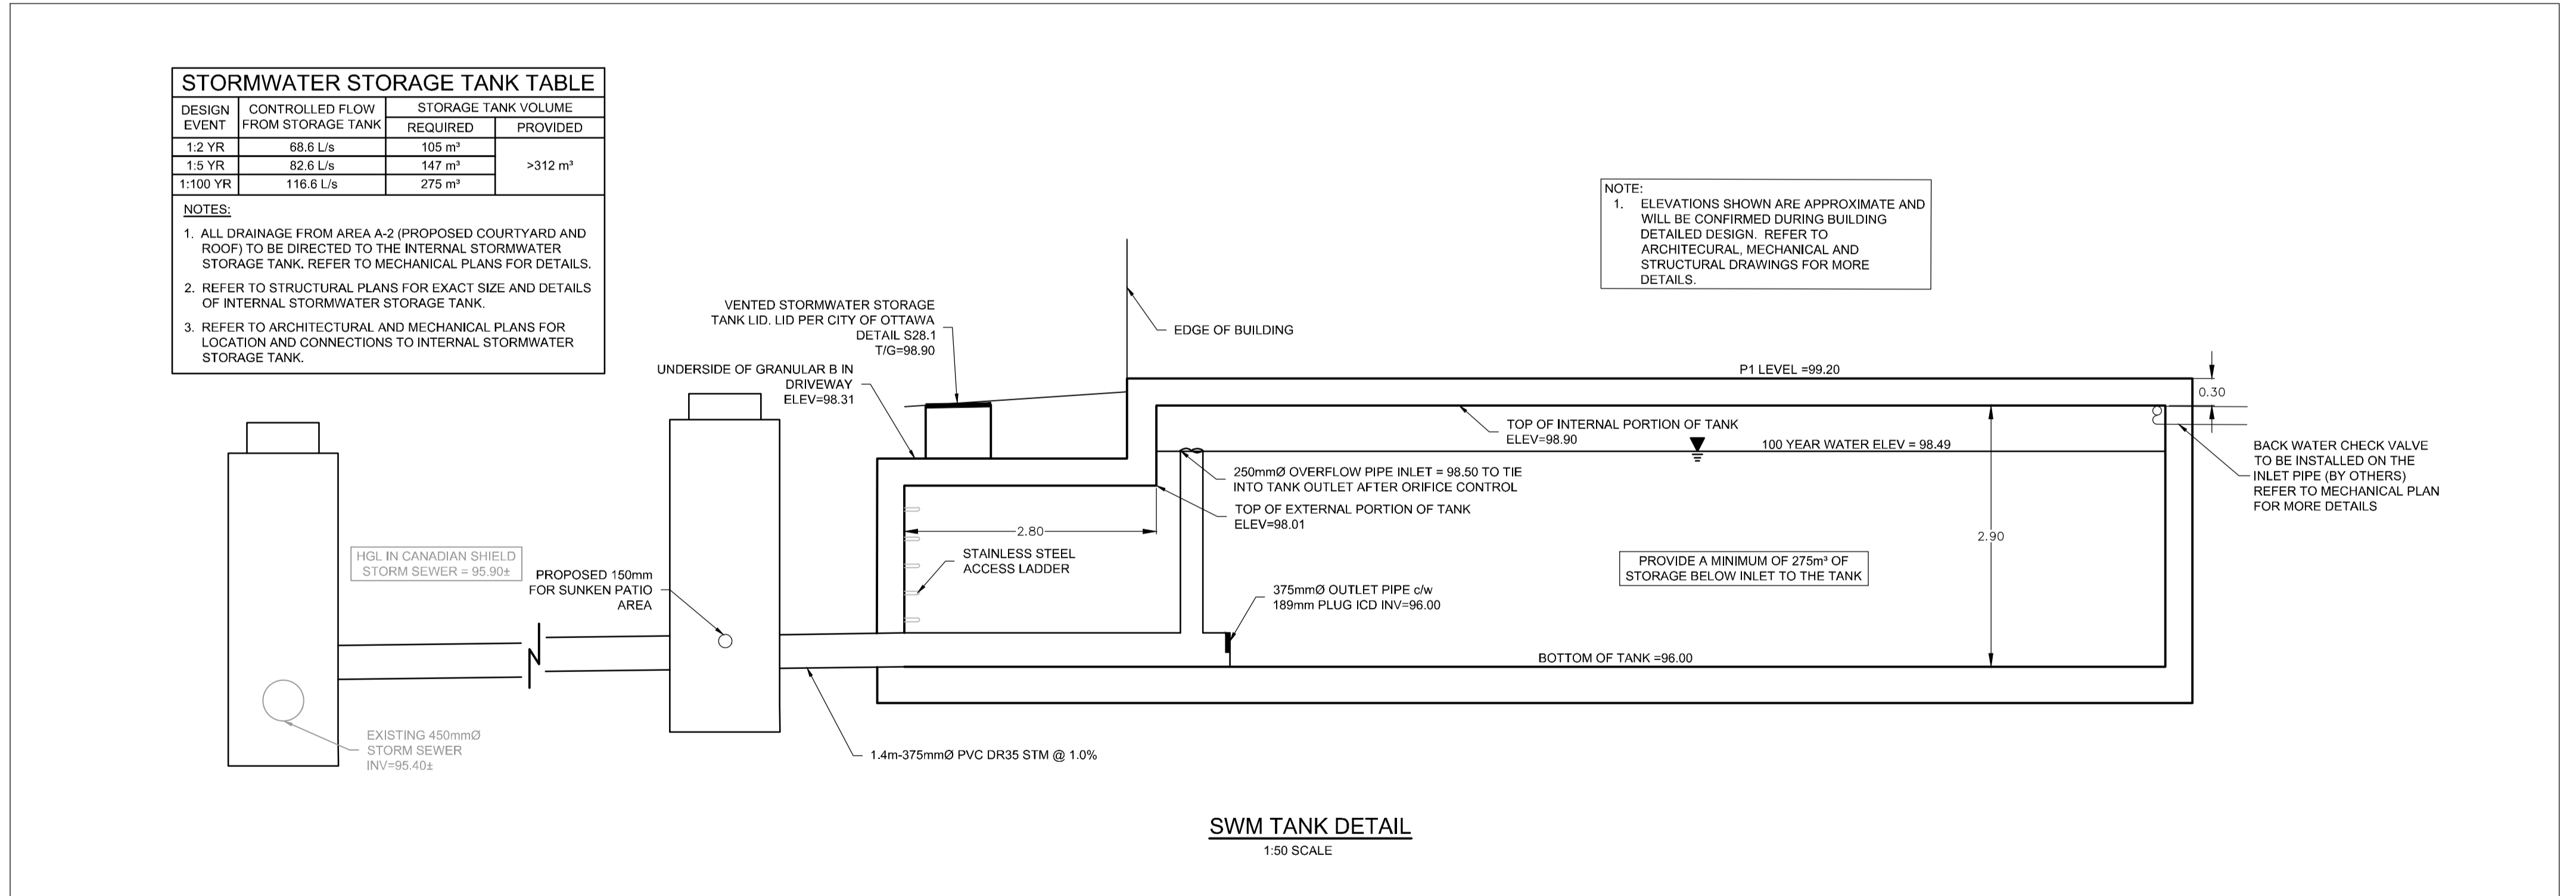 STORMWATER STORAGE TANK TABLE
DESIGN EVENT
CONTROLLED FLOW FROM STORAGE TANK
STORAGE TANK VOLUME
REQUIRED PROVIDED
1:2 YR 68.6 L/s 105 m³
1:5 YR 82.6 L/s 147 m³ >312 m³
1:100 YR 116.6 L/s 275 m³
NOTES:
1. ALL DRAINAGE FROM AREA A-2 (PROPOSED COURTYARD AND
ROOF) TO BE DIRECTED TO THE INTERNAL STORMWATER
STORAGE TANK. REFER TO MECHANICAL PLANS FOR DETAILS.
2. REFER TO STRUCTURAL PLANS FOR EXACT SIZE AND DETAILS
OF INTERNAL STORMWATER STORAGE TANK.
3. REFER TO ARCHITECTURAL AND MECHANICAL PLANS FOR
LOCATION AND CONNECTIONS TO INTERNAL STORMWATER
STORAGE TANK.
NOTE:
1. ELEVATIONS SHOWN ARE APPROXIMATE AND
WILL BE CONFIRMED DURING BUILDING
DETAILED DESIGN. REFER TO
ARCHITECURAL, MECHANICAL AND
STRUCTURAL DRAWINGS FOR MORE
DETAILS.
VENTED STORMWATER STORAGE
TANK LID. LID PER CITY OF OTTAWA
DETAIL S28.1
T/G=98.90
EDGE OF BUILDING
UNDERSIDE OF GRANULAR B IN
DRIVEWAY
ELEV=98.31
P1 LEVEL =99.20
0.30
TOP OF INTERNAL PORTION OF TANK
ELEV=98.90
100 YEAR WATER ELEV = 98.49
BACK WATER CHECK VALVE
TO BE INSTALLED ON THE
INLET PIPE (BY OTHERS)
REFER TO MECHANICAL PLAN
FOR MORE DETAILS
250mmØ OVERFLOW PIPE INLET = 98.50 TO TIE
INTO TANK OUTLET AFTER ORIFICE CONTROL
TOP OF EXTERNAL PORTION OF TANK
ELEV=98.01
2.80
2.90
STAINLESS STEEL
ACCESS LADDER
HGL IN CANADIAN SHIELD
STORM SEWER = 95.90±
PROPOSED 150mm
FOR SUNKEN PATIO
AREA
PROVIDE A MINIMUM OF 275m³ OF
STORAGE BELOW INLET TO THE TANK
375mmØ OUTLET PIPE c/w
189mm PLUG ICD INV=96.00
BOTTOM OF TANK =96.00
EXISTING 450mmØ
STORM SEWER
INV=95.40±
1.4m-375mmØ PVC DR35 STM @ 1.0%
SWM TANK DETAIL
1:50 SCALE